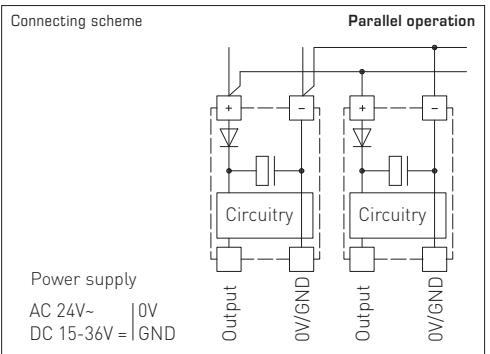 Connecting scheme
Parallel operation
+ − + −
Circuitry Circuitry
Power supply
AC 24V~ 0V
DC 15-36V = GND
Output
0V/GND
Output
0V/GND